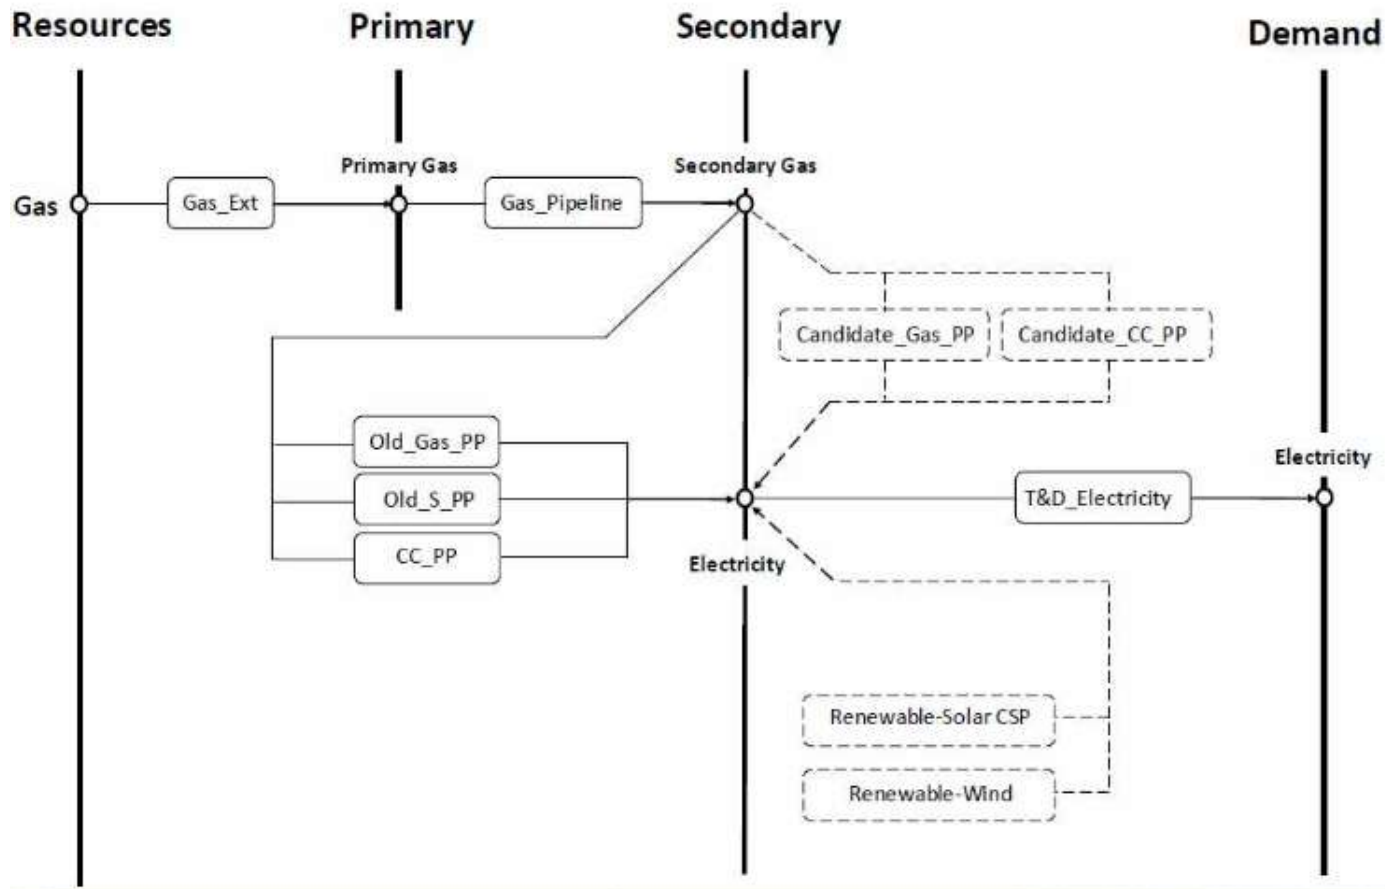 Resources
Primary
Secondary
Demand
Primary Gas
Secondary Gas
Gas
Gas_Ext
Gas_Pipeline
Candidate_Gas_PP
Candidate_CC_PP
Old_Gas_PP
Old_S_PP
CC_PP
Electricity
T&D_Electricity
Electricity
Renewable-Solar CSP
Renewable-Wind